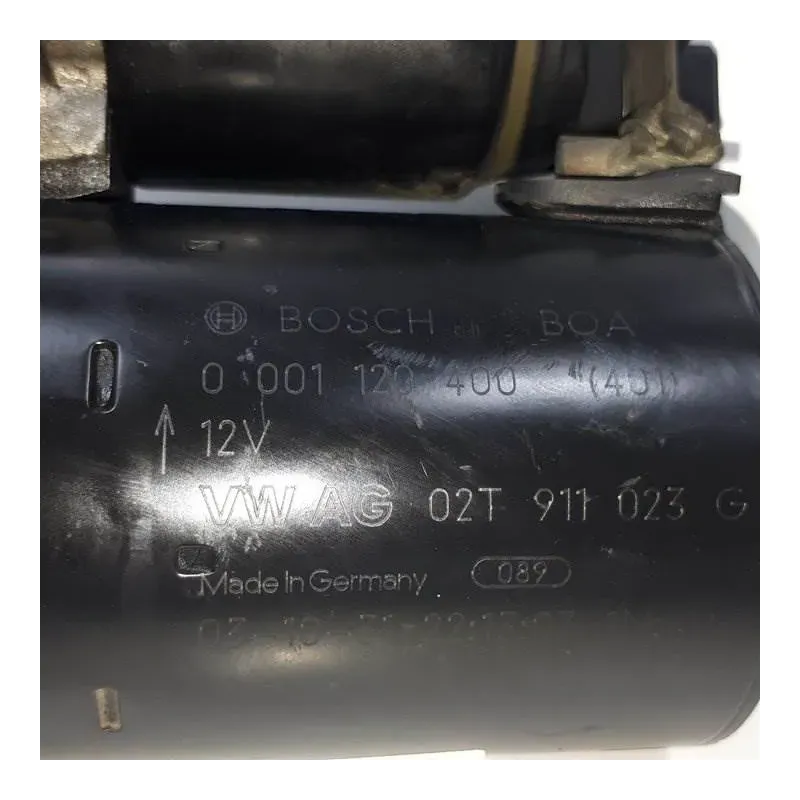 BOSCH BOA
0 001 120 400 (401)
12V
VW AG 02T 911 023 G
Made In Germany 089